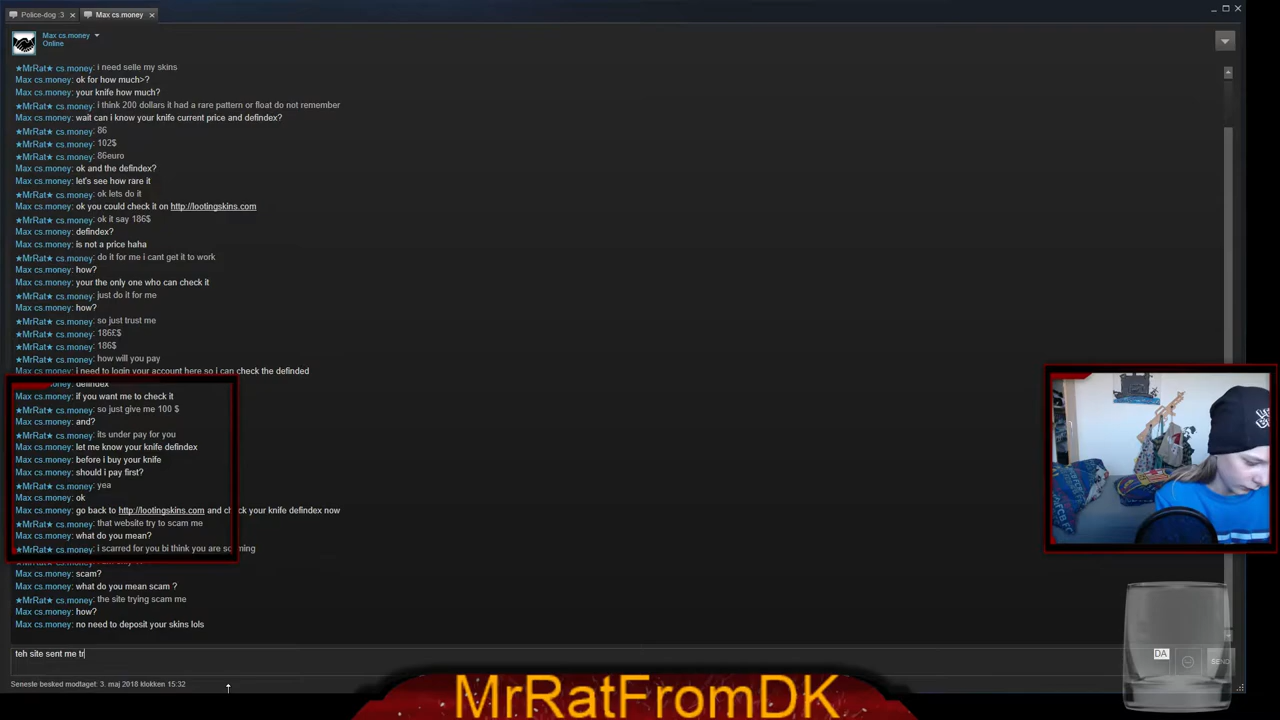 Police-dog :3
Max cs.money
Max cs.money
Online
★MrRat★ cs.money: i need selle my skins
Max cs.money: ok for how much>?
Max cs.money: your knife how much?
★MrRat★ cs.money: i think 200 dollars it had a rare pattern or float do not remember
Max cs.money: wait can i know your knife current price and defindex?
★MrRat★ cs.money: 86
★MrRat★ cs.money: 102$
★MrRat★ cs.money: 86euro
Max cs.money: ok and the defindex?
Max cs.money: let's see how rare it
★MrRat★ cs.money: ok lets do it
Max cs.money: ok you could check it on http://lootingskins.com
★MrRat★ cs.money: ok it say 186$
Max cs.money: defindex?
Max cs.money: is not a price haha
★MrRat★ cs.money: do it for me i cant get it to work
Max cs.money: how?
Max cs.money: your the only one who can check it
★MrRat★ cs.money: just do it for me
Max cs.money: how?
★MrRat★ cs.money: so just trust me
★MrRat★ cs.money: 186£$
★MrRat★ cs.money: 186$
★MrRat★ cs.money: how will you pay
Max cs.money: i need to login your account here so i can check the definded
money: defindex
Max cs.money: if you want me to check it
★MrRat★ cs.money: so just give me 100 $
Max cs.money: and?
★MrRat★ cs.money: its under pay for you
Max cs.money: let me know your knife defindex
Max cs.money: before i buy your knife
Max cs.money: should i pay first?
★MrRat★ cs.money: yea
Max cs.money: ok
Max cs.money: go back to http://lootingskins.com and check your knife defindex now
★MrRat★ cs.money: that website try to scam me
Max cs.money: what do you mean?
★MrRat★ cs.money: i scarred for you bi think you are scamming
Max cs.money: scam?
Max cs.money: what do you mean scam ?
★MrRat★ cs.money: the site trying scam me
Max cs.money: how?
Max cs.money: no need to deposit your skins lols
teh site sent me tr
DA
SEND
Seneste besked modtaget: 3. maj 2018 klokken 15:32
MrRatFromDK